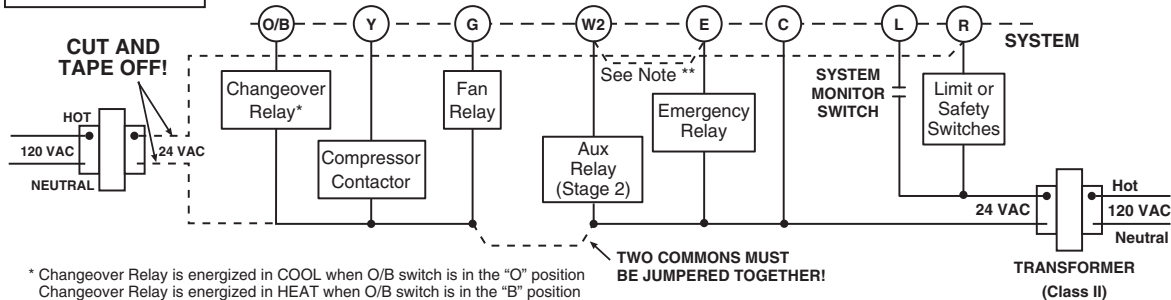 O/B Y G W2 E C L R
SYSTEM
CUT AND
TAPE OFF!
HOT
120 VAC
24 VAC
NEUTRAL
Changeover
Relay*
Compressor
Contactor
Fan
Relay
See Note **
Aux
Relay
(Stage 2)
Emergency
Relay
SYSTEM
MONITOR
SWITCH
Limit or
Safety
Switches
24 VAC
Hot
120 VAC
Neutral
TRANSFORMER
(Class II)
TWO COMMONS MUST
BE JUMPERED TOGETHER!
* Changeover Relay is energized in COOL when O/B switch is in the “O” position
Changeover Relay is energized in HEAT when O/B switch is in the “B” position